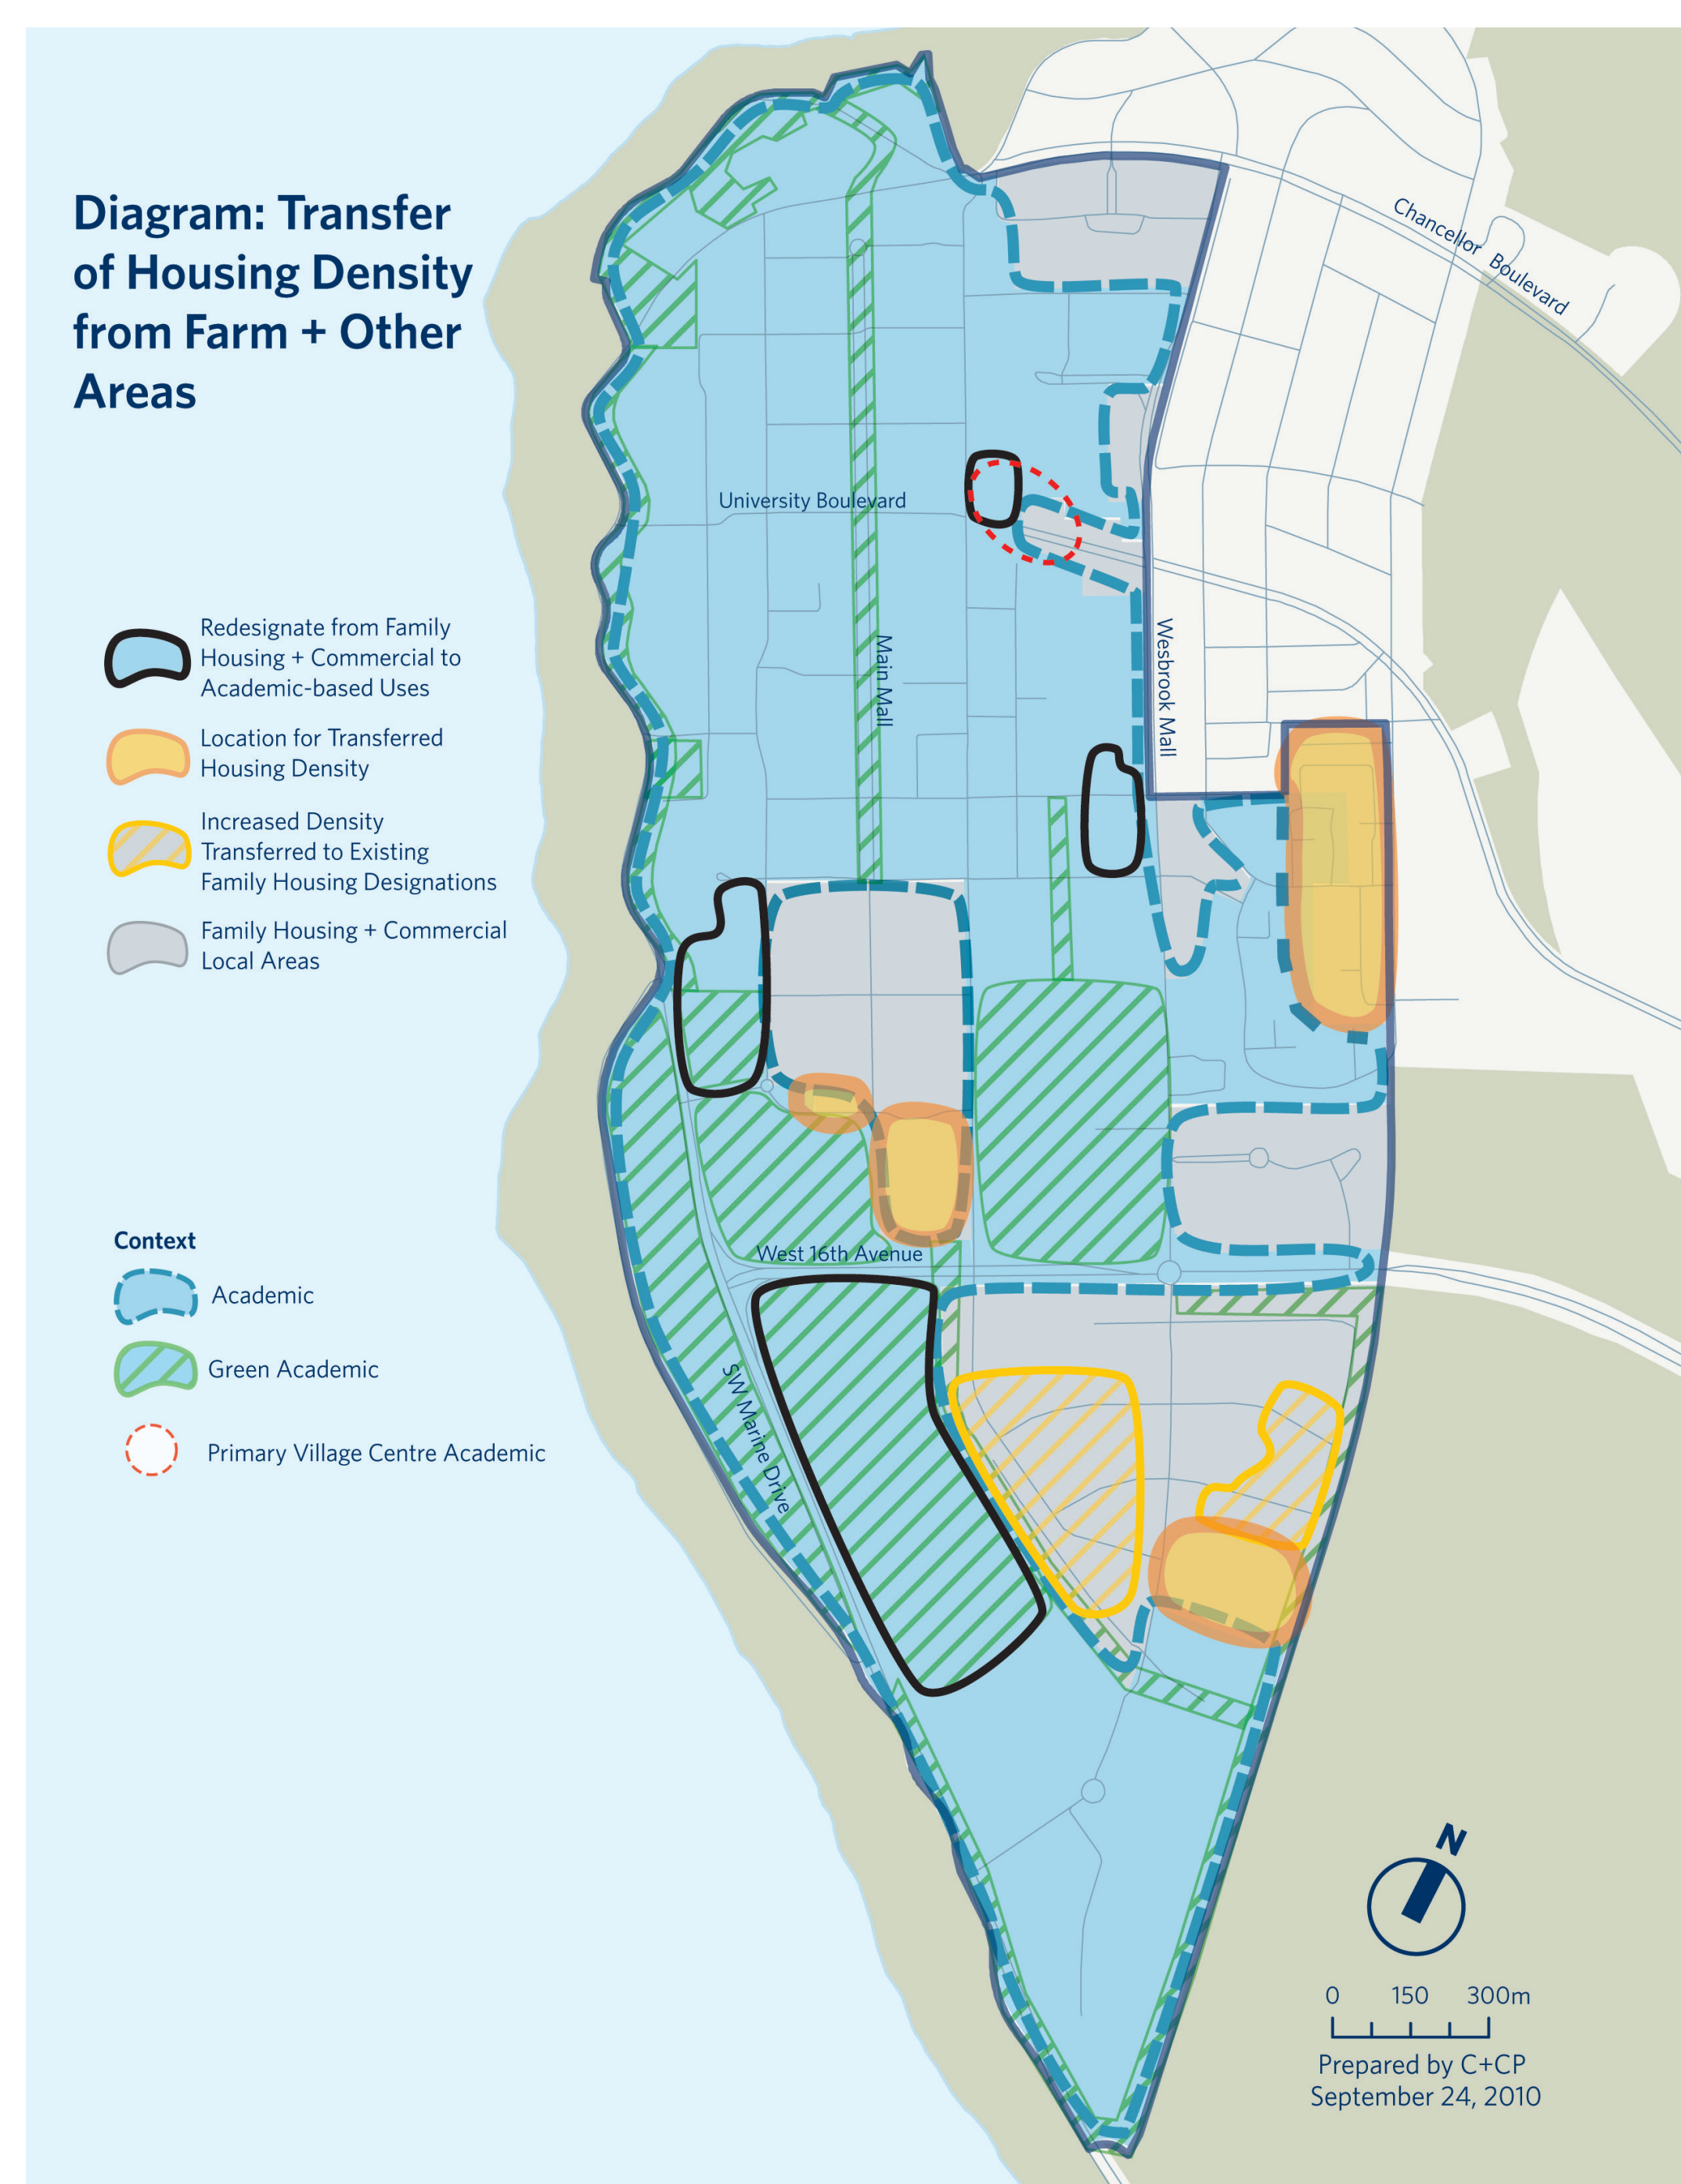 Diagram: Transfer
of Housing Density
from Farm + Other
Areas
Chancellor Boulevard
University Boulevard
Redesignate from Family
Housing + Commercial to
Academic-based Uses
Main Mall
Wesbrook Mall
Location for Transferred
Housing Density
Increased Density
Transferred to Existing
Family Housing Designations
Family Housing + Commercial
Local Areas
Context
West 16th Avenue
Academic
Green Academic
SW Marine Drive
Primary Village Centre Academic
N
0 150 300m
Prepared by C+CP
September 24, 2010